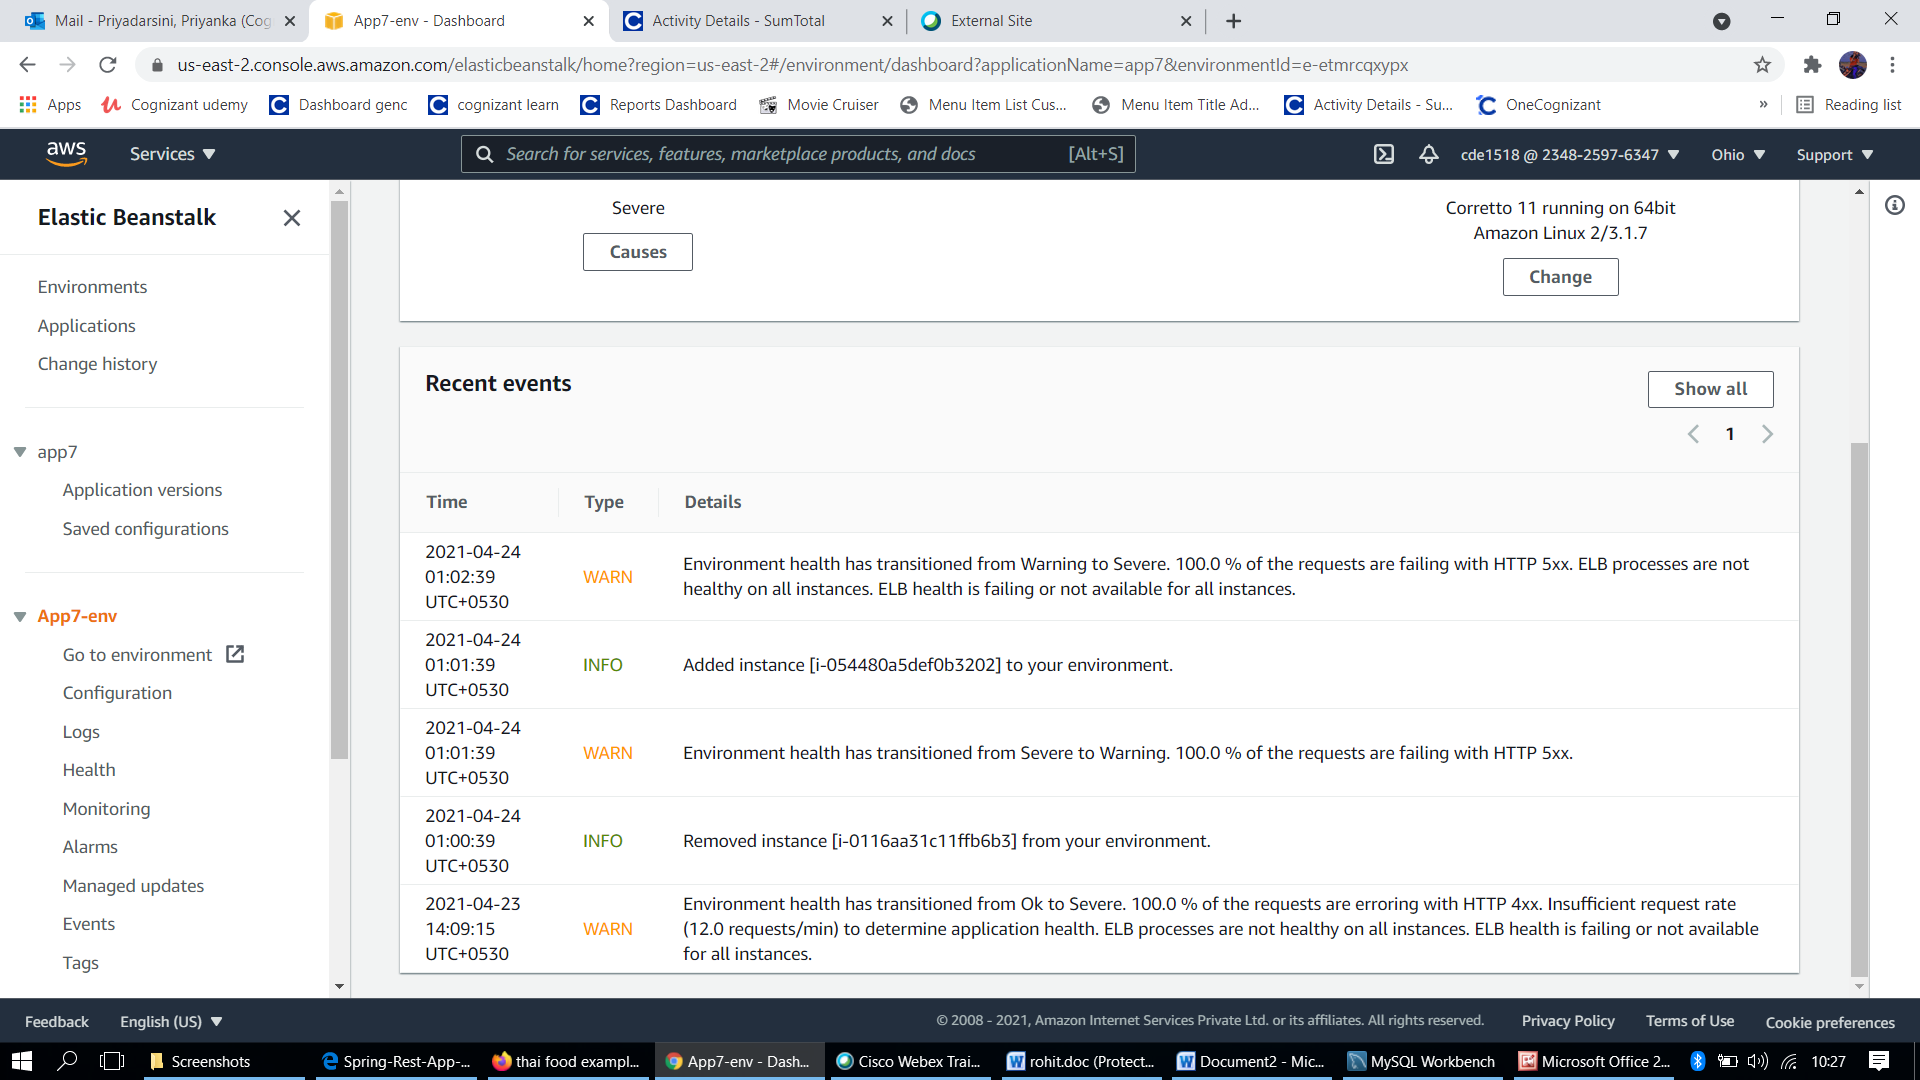 Mail - Priyadarsini, Priyanka (Cog
App7-env - Dashboard
Activity Details - SumTotal
External Site
us-east-2.console.aws.amazon.com/elasticbeanstalk/home?region=us-east-2#/environment/dashboard?applicationName=app7&environmentId=e-etmrcqxypx
Apps
Cognizant udemy
Dashboard genc
cognizant learn
Reports Dashboard
Movie Cruiser
Menu Item List Cus...
Menu Item Title Ad...
Activity Details - Su...
OneCognizant
»
Reading list
aws
Services
Search for services, features, marketplace products, and docs
[Alt+S]
cde1518 @ 2348-2597-6347
Ohio
Support
Elastic Beanstalk
Environments
Applications
Change history
app7
Application versions
Saved configurations
App7-env
Go to environment
Configuration
Logs
Health
Monitoring
Alarms
Managed updates
Events
Tags
Severe
Causes
Corretto 11 running on 64bit
Amazon Linux 2/3.1.7
Change
Recent events
Show all
1
Time
Type
Details
2021-04-24
01:02:39
UTC+0530
WARN
Environment health has transitioned from Warning to Severe. 100.0 % of the requests are failing with HTTP 5xx. ELB processes are not
healthy on all instances. ELB health is failing or not available for all instances.
2021-04-24
01:01:39
UTC+0530
INFO
Added instance [i-054480a5def0b3202] to your environment.
2021-04-24
01:01:39
UTC+0530
WARN
Environment health has transitioned from Severe to Warning. 100.0 % of the requests are failing with HTTP 5xx.
2021-04-24
01:00:39
UTC+0530
INFO
Removed instance [i-0116aa31c11ffb6b3] from your environment.
2021-04-23
14:09:15
UTC+0530
WARN
Environment health has transitioned from Ok to Severe. 100.0 % of the requests are erroring with HTTP 4xx. Insufficient request rate
(12.0 requests/min) to determine application health. ELB processes are not healthy on all instances. ELB health is failing or not available
for all instances.
Feedback
English (US)
© 2008 - 2021, Amazon Internet Services Private Ltd. or its affiliates. All rights reserved.
Privacy Policy
Terms of Use
Cookie preferences
Screenshots
Spring-Rest-App-...
thai food exampl...
App7-env - Dash...
Cisco Webex Trai...
rohit.doc (Protect...
Document2 - Mic...
MySQL Workbench
Microsoft Office 2...
10:27